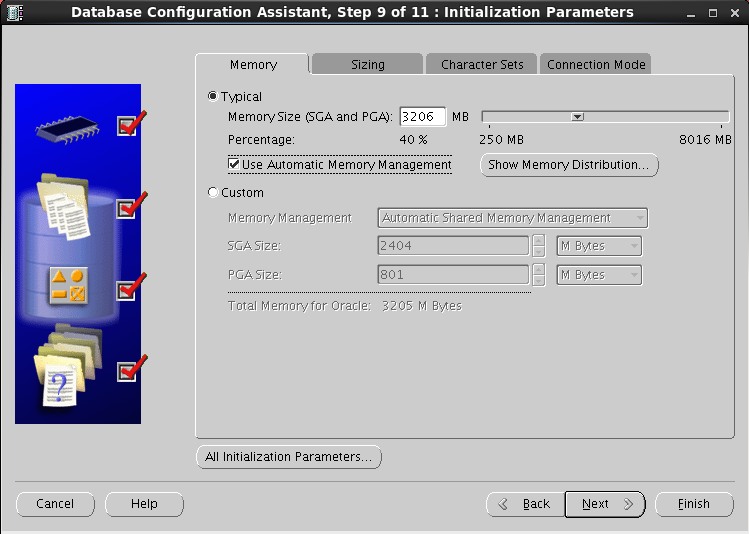 Database Configuration Assistant, Step 9 of 11 : Initialization Parameters
Memory Sizing Character Sets Connection Mode
Typical
Memory Size (SGA and PGA): 3206 MB
Percentage: 40 % 250 MB 8016 MB
Use Automatic Memory Management Show Memory Distribution...
Custom
Memory Management Automatic Shared Memory Management
SGA Size: 2404 M Bytes
PGA Size: 801 M Bytes
Total Memory for Oracle: 3205 M Bytes
?
All Initialization Parameters...
Cancel Help Back Next Finish